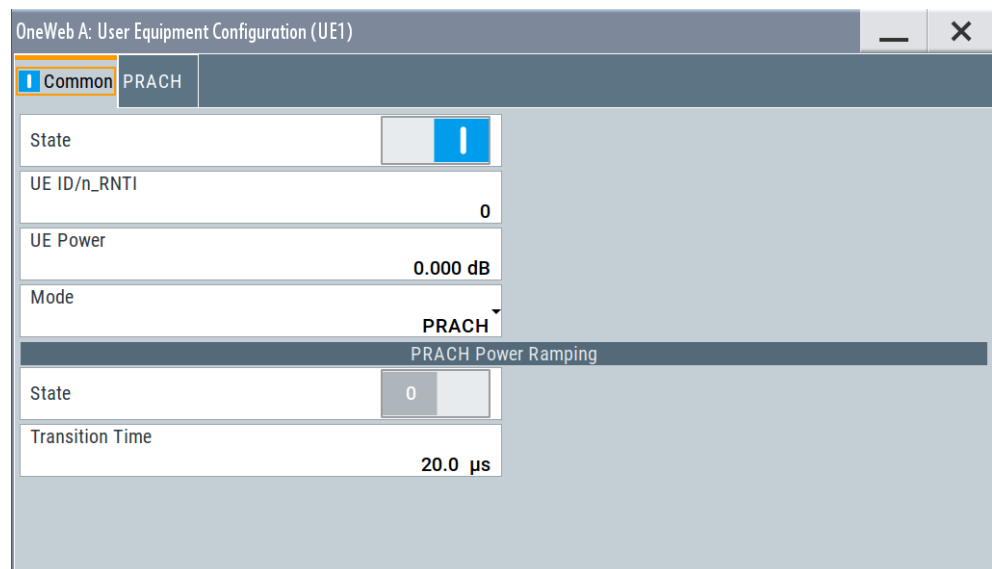 OneWeb A: User Equipment Configuration (UE1)
Common PRACH
State
UE ID/n_RNTI
0
UE Power
0.000 dB
Mode
PRACH
PRACH Power Ramping
State
0
Transition Time
20.0 µs